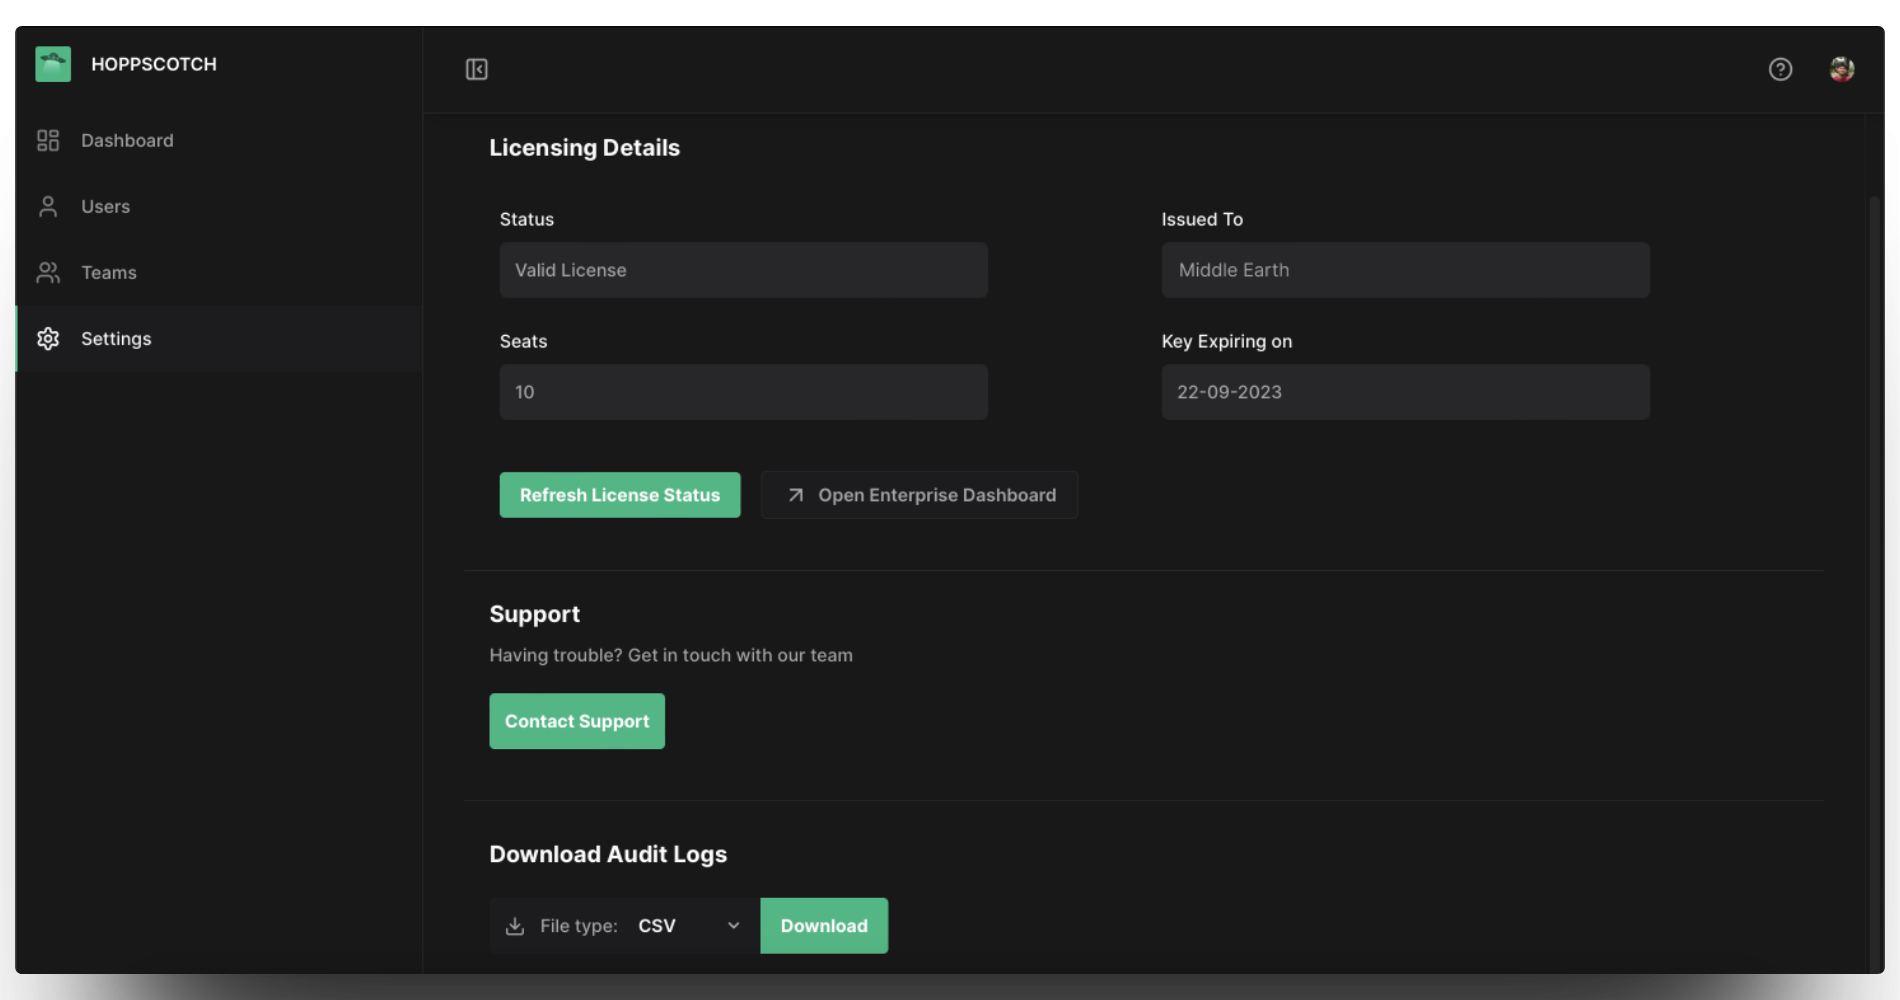 HOPPSCOTCH
Dashboard
Users
Teams
Settings
Licensing Details
Status
Issued To
Valid License
Middle Earth
Seats
Key Expiring on
10
22-09-2023
Refresh License Status
Open Enterprise Dashboard
Support
Having trouble? Get in touch with our team
Contact Support
Download Audit Logs
File type: CSV
Download